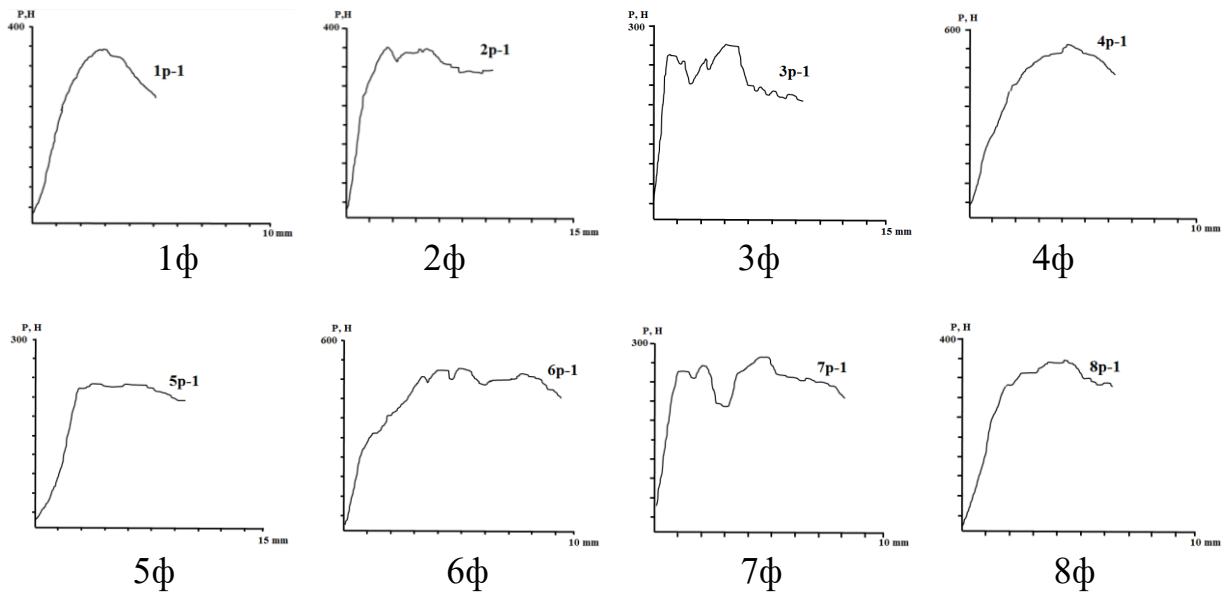 P,H
400
1p-1
10 mm
1ф
P, H
400
2p-1
15 mm
2ф
P, H
300
3p-1
15 mm
3ф
P, H
600
4p-1
10 mm
4ф
P, H
300
5p-1
15 mm
5ф
P, H
600
6p-1
10 mm
6ф
P, H
300
7p-1
10 mm
7ф
P, H
400
8p-1
10 mm
8ф